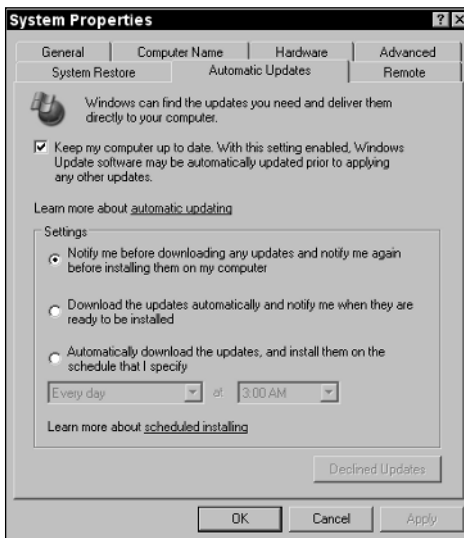 System Properties
General
Computer Name
Hardware
Advanced
System Restore
Automatic Updates
Remote
Windows can find the updates you need and deliver them
directly to your computer.
Keep my computer up to date. With this setting enabled, Windows
Update software may be automatically updated prior to applying
any other updates.
Learn more about automatic updating
Settings
Notify me before downloading any updates and notify me again
before installing them on my computer
Download the updates automatically and notify me when they are
ready to be installed
Automatically download the updates, and install them on the
schedule that I specify
Every day at 3:00 AM
Learn more about scheduled installing
Declined Updates
OK
Cancel
Apply